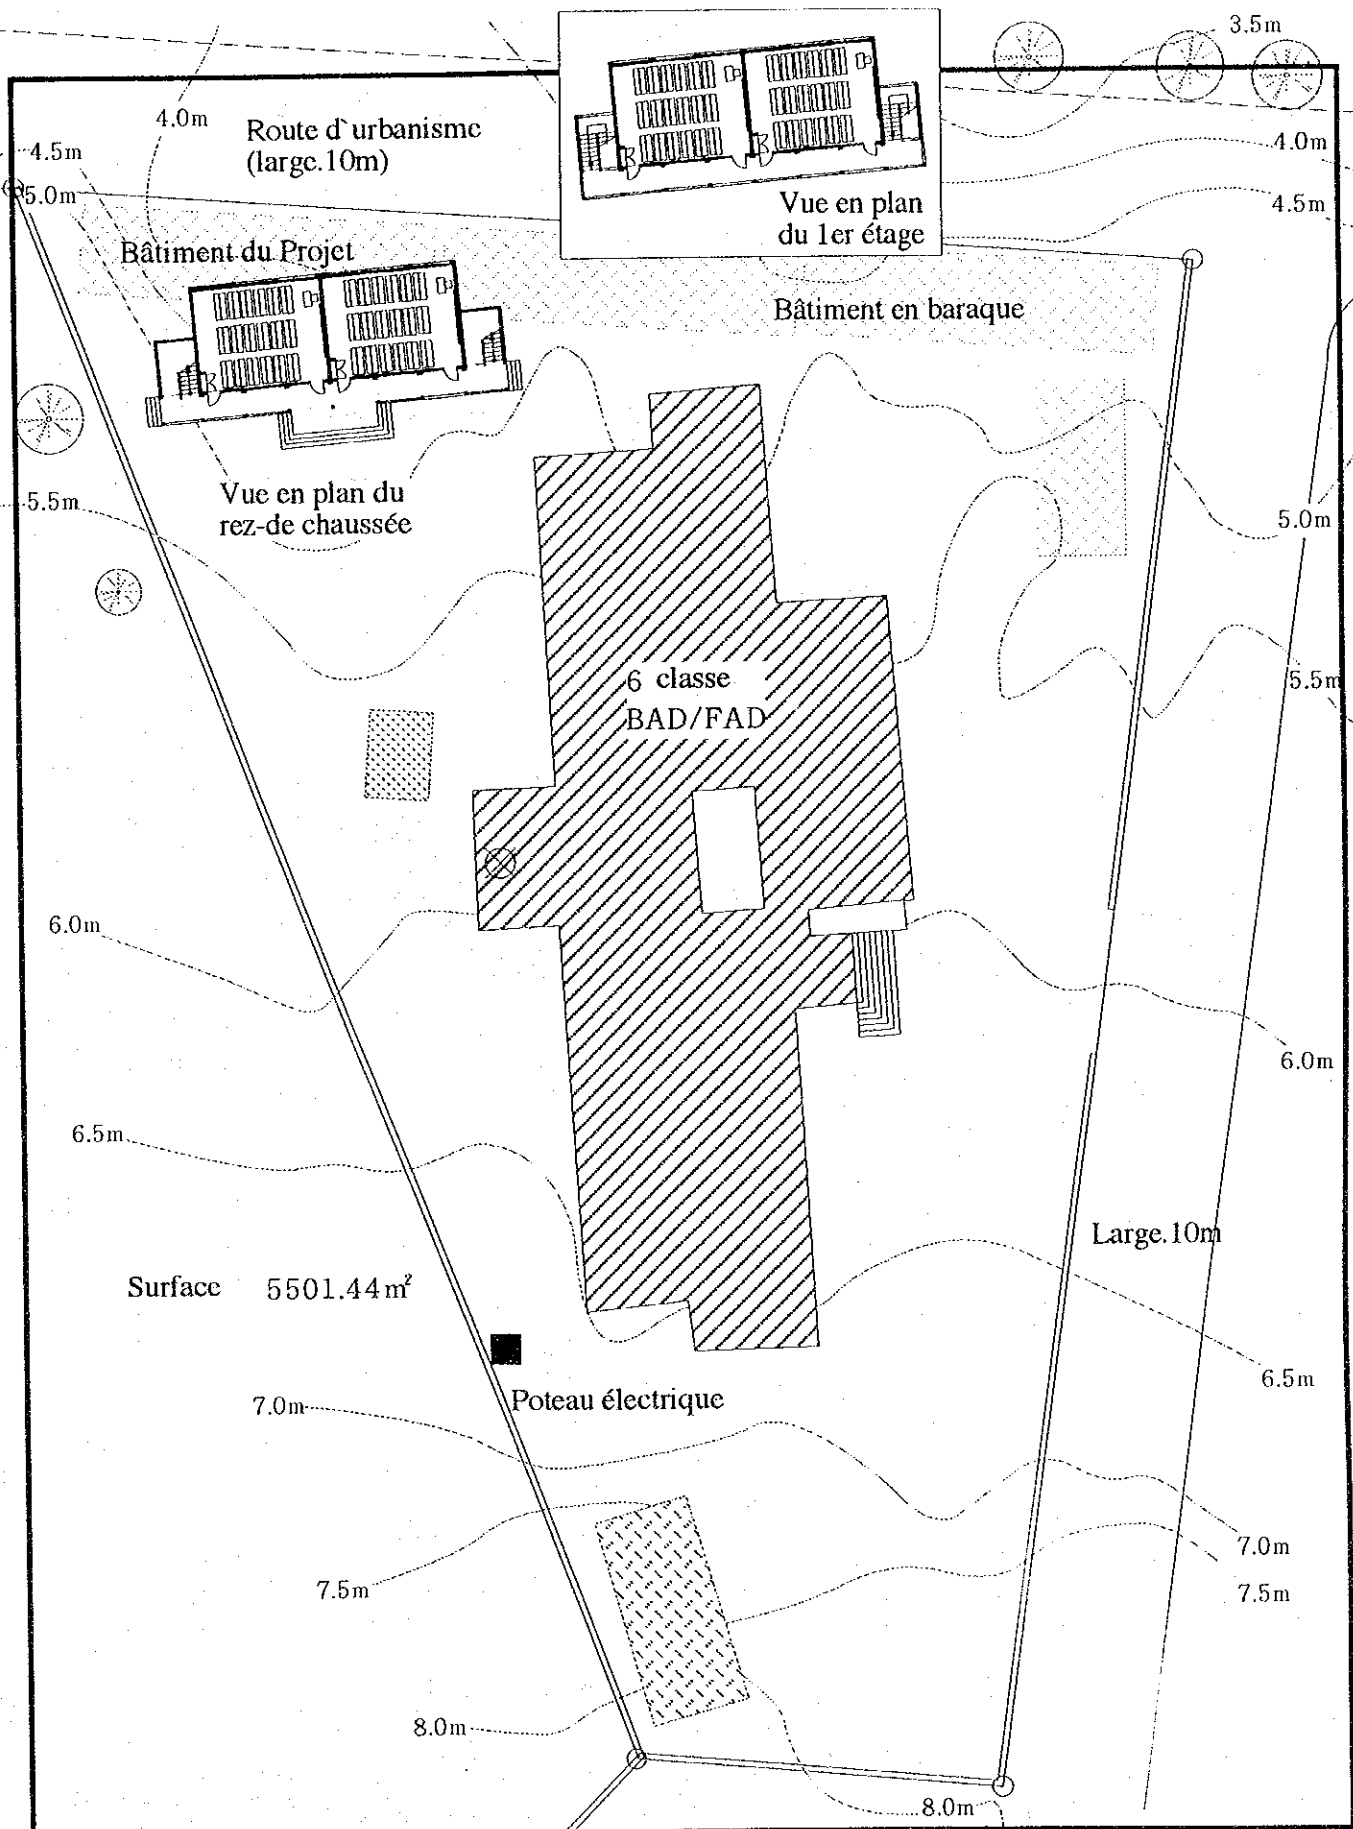 3.5m
4.0m
Route d`urbanisme
(large.10m)
4.5m
4.0m
5.0m
Vue en plan
du 1er étage
4.5m
Bâtiment du Projet
Bâtiment en baraque
Vue en plan du
rez-de chaussée
5.5m
5.0m
6 classe
BAD/FAD
5.5m
6.0m
6.0m
6.5m
Large.10m
Surface 5501.44㎡
6.5m
7.0m
Poteau électrique
7.0m
7.5m
7.5m
8.0m
8.0m